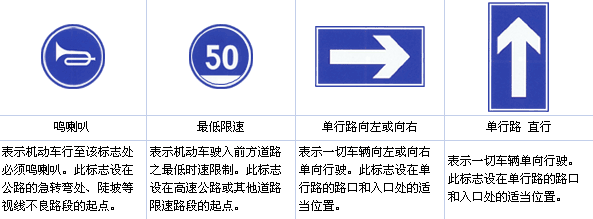 50
鸣喇叭
最低限速
单行路向左或向右
单行路 直行
表示机动车行至该标志处
必须鸣喇叭。此标志设在
公路的急转弯处、陡坡等
视线不良路段的起点。
表示机动车驶入前方道路
之最低时速限制。此标志
设在高速公路或其他道路
限速路段的起点。
表示一切车辆向左或向右
单向行驶。此标志设在单
行路的路口和入口处的适
当位置。
表示一切车辆单向行驶。
此标志设在单行路的路口
和入口处的适当位置。